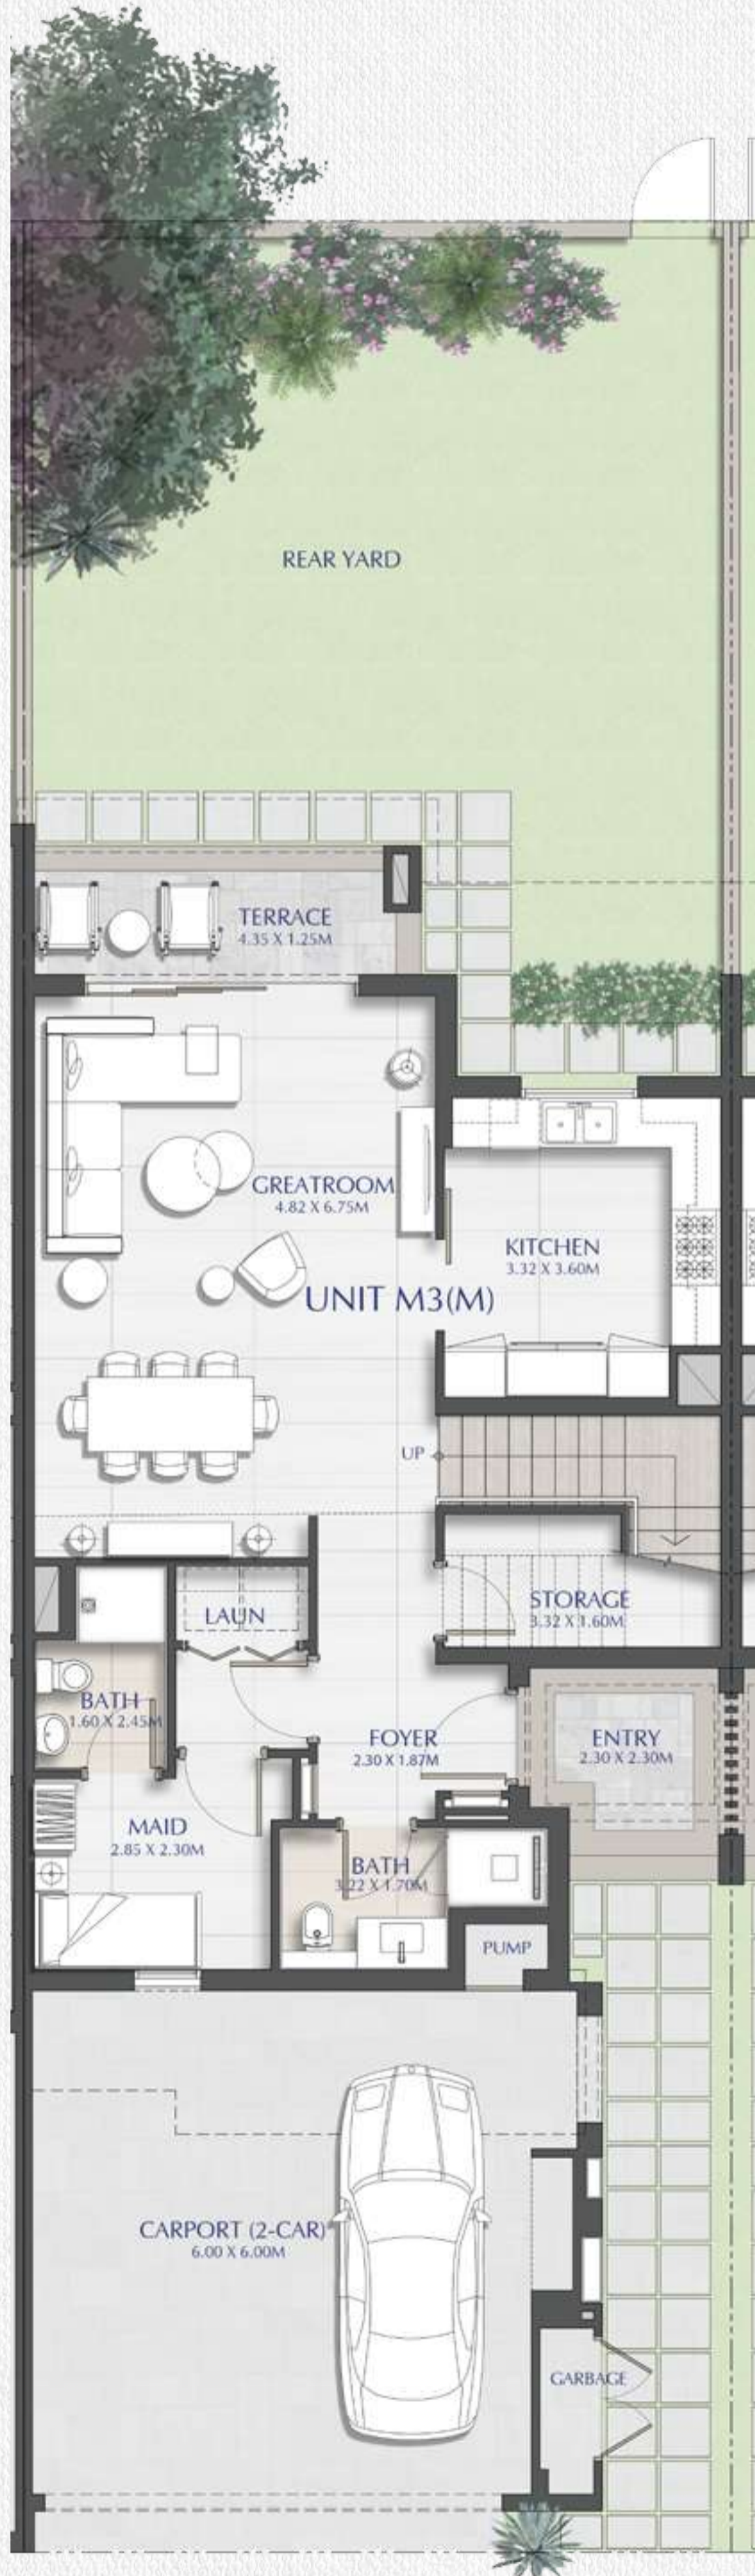 REAR YARD
TERRACE
4.35 X 1.25M
GREATROOM
4.82 X 6.75M
KITCHEN
3.32 X 3.60M
UNIT M3(M)
UP
STORAGE
3.32 X 1.60M
LAUN
BATH
1.60 X 2.45M
FOYER
2.30 X 1.87M
ENTRY
2.30 X 2.30M
MAID
2.85 X 2.30M
BATH
3.22 X 1.70M
PUMP
CARPORT (2-CAR)
6.00 X 6.00M
GARBAGE